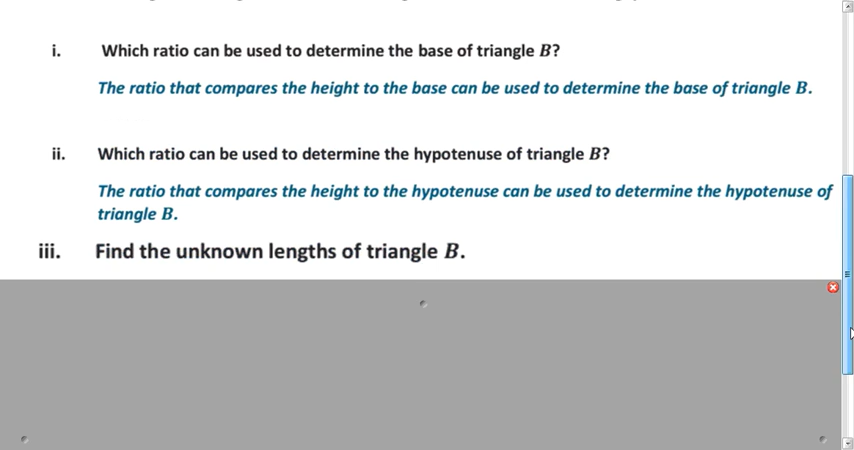 i. Which ratio can be used to determine the base of triangle B?
The ratio that compares the height to the base can be used to determine the base of triangle B.
ii. Which ratio can be used to determine the hypotenuse of triangle B?
The ratio that compares the height to the hypotenuse can be used to determine the hypotenuse of
triangle B.
iii. Find the unknown lengths of triangle B.